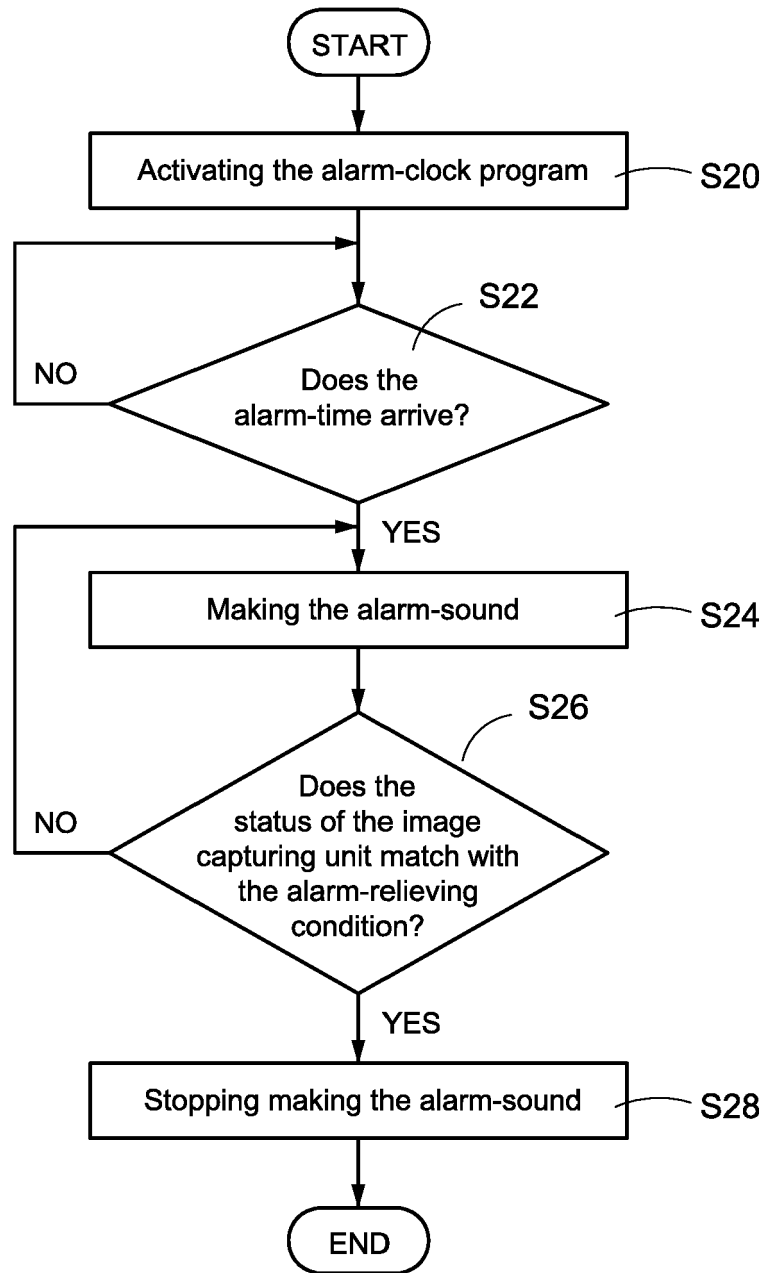 START
Activating the alarm-clock program
S20
S22
NO
Does the
alarm-time arrive?
YES
Making the alarm-sound
S24
S26
NO
Does the
status of the image
capturing unit match with
the alarm-relieving
condition?
YES
Stopping making the alarm-sound
S28
END